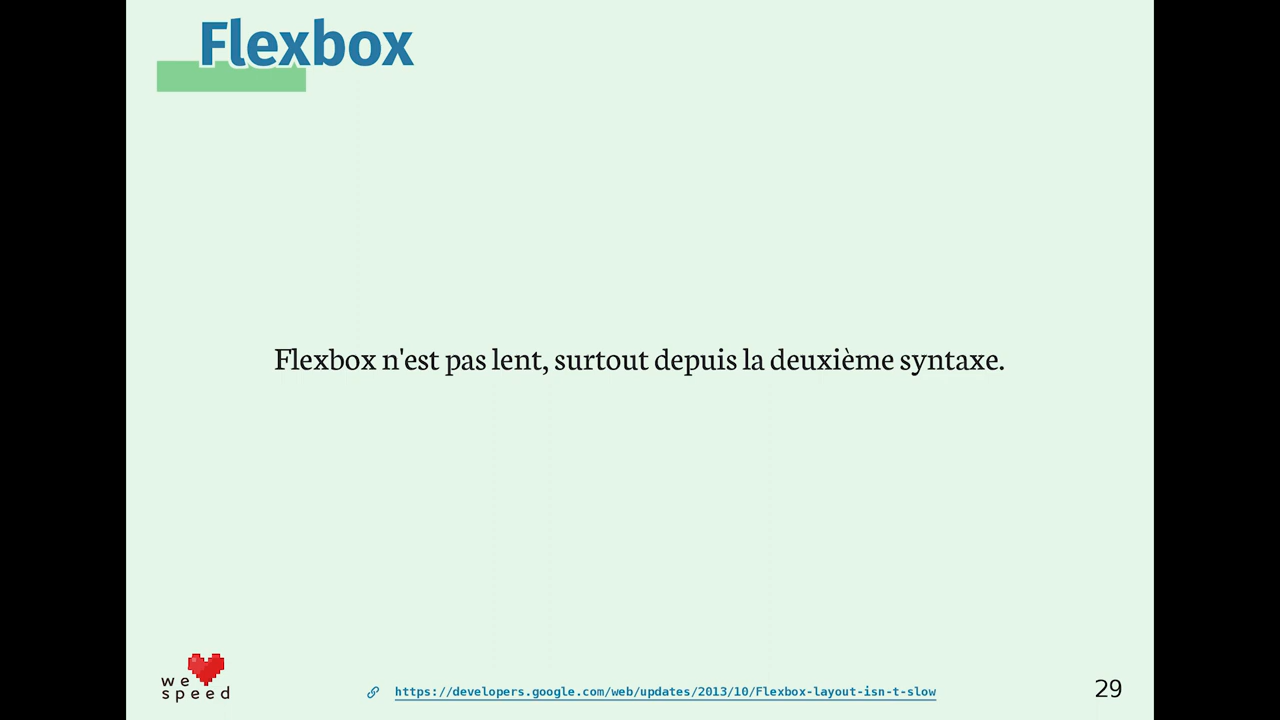 Flexbox
Flexbox n'est pas lent, surtout depuis la deuxième syntaxe.
we
speed
https://developers.google.com/web/updates/2013/10/Flexbox-layout-isn-t-slow
29